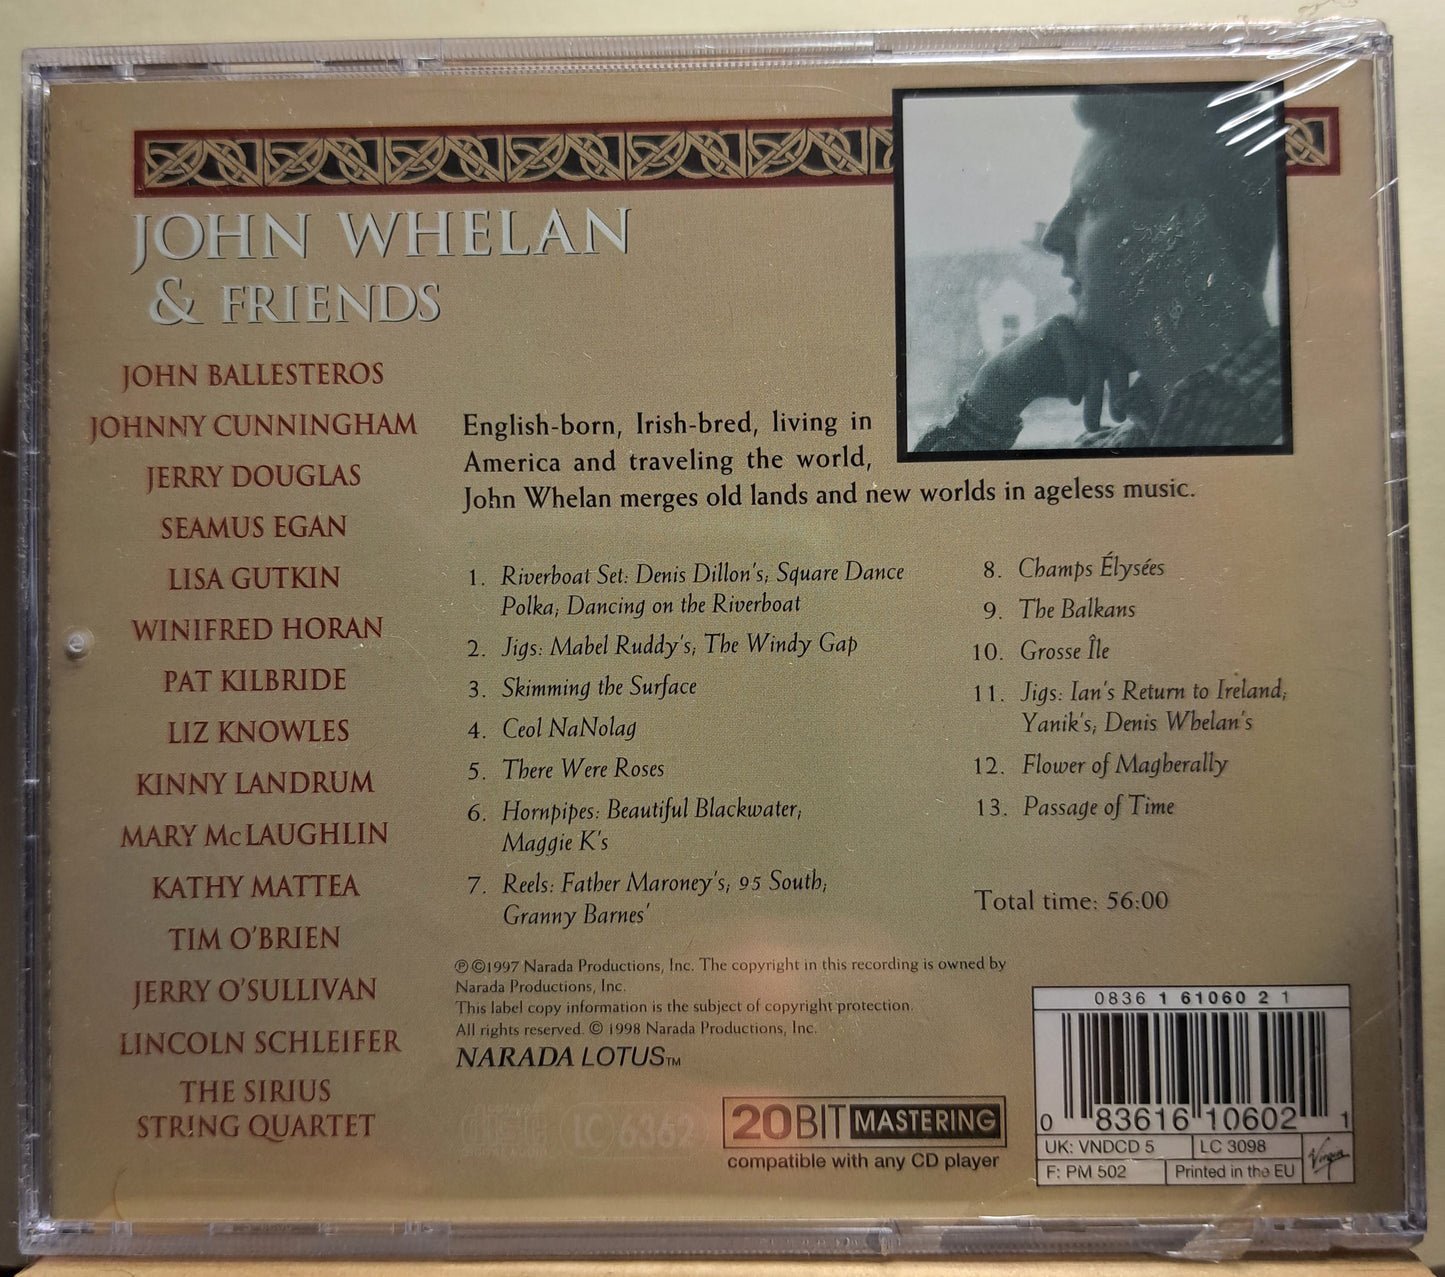 JOHN WHELAN
& FRIENDS
JOHN BALLESTEROS
JOHNNY CUNNINGHAM
JERRY DOUGLAS
SEAMUS EGAN
LISA GUTKIN
WINIFRED HORAN
PAT KILBRIDE
LIZ KNOWLES
KINNY LANDRUM
MARY McLAUGHLIN
KATHY MATTEA
TIM O'BRIEN
JERRY O'SULLIVAN
LINCOLN SCHLEIFER
THE SIRIUS
STRING QUARTET
English-born, Irish-bred, living in
America and traveling the world,
John Whelan merges old lands and new worlds in ageless music.
1. Riverboat Set: Denis Dillon's; Square Dance
Polka; Dancing on the Riverboat
2. Jigs: Mabel Ruddy's; The Windy Gap
3. Skimming the Surface
4. Ceol NaNolag
5. There Were Roses
6. Hornpipes: Beautiful Blackwater;
Maggie K's
7. Reels: Father Maroney's; 95 South;
Granny Barnes'
8. Champs Élysées
9. The Balkans
10. Grosse Île
11. Jigs: Ian's Return to Ireland;
Yanik's; Denis Whelan's
12. Flower of Magherally
13. Passage of Time
Total time: 56:00
℗ ©1997 Narada Productions, Inc. The copyright in this recording is owned by
Narada Productions, Inc.
This label copy information is the subject of copyright protection.
All rights reserved. © 1998 Narada Productions, Inc.
NARADA LOTUS™
DIGITAL AUDIO
LC 6362
20BIT MASTERING
compatible with any CD player
0836 1 61060 2 1
0 83616 10602 1
UK: VNDCD 5
LC 3098
F: PM 502
Printed in the EU
Virgin